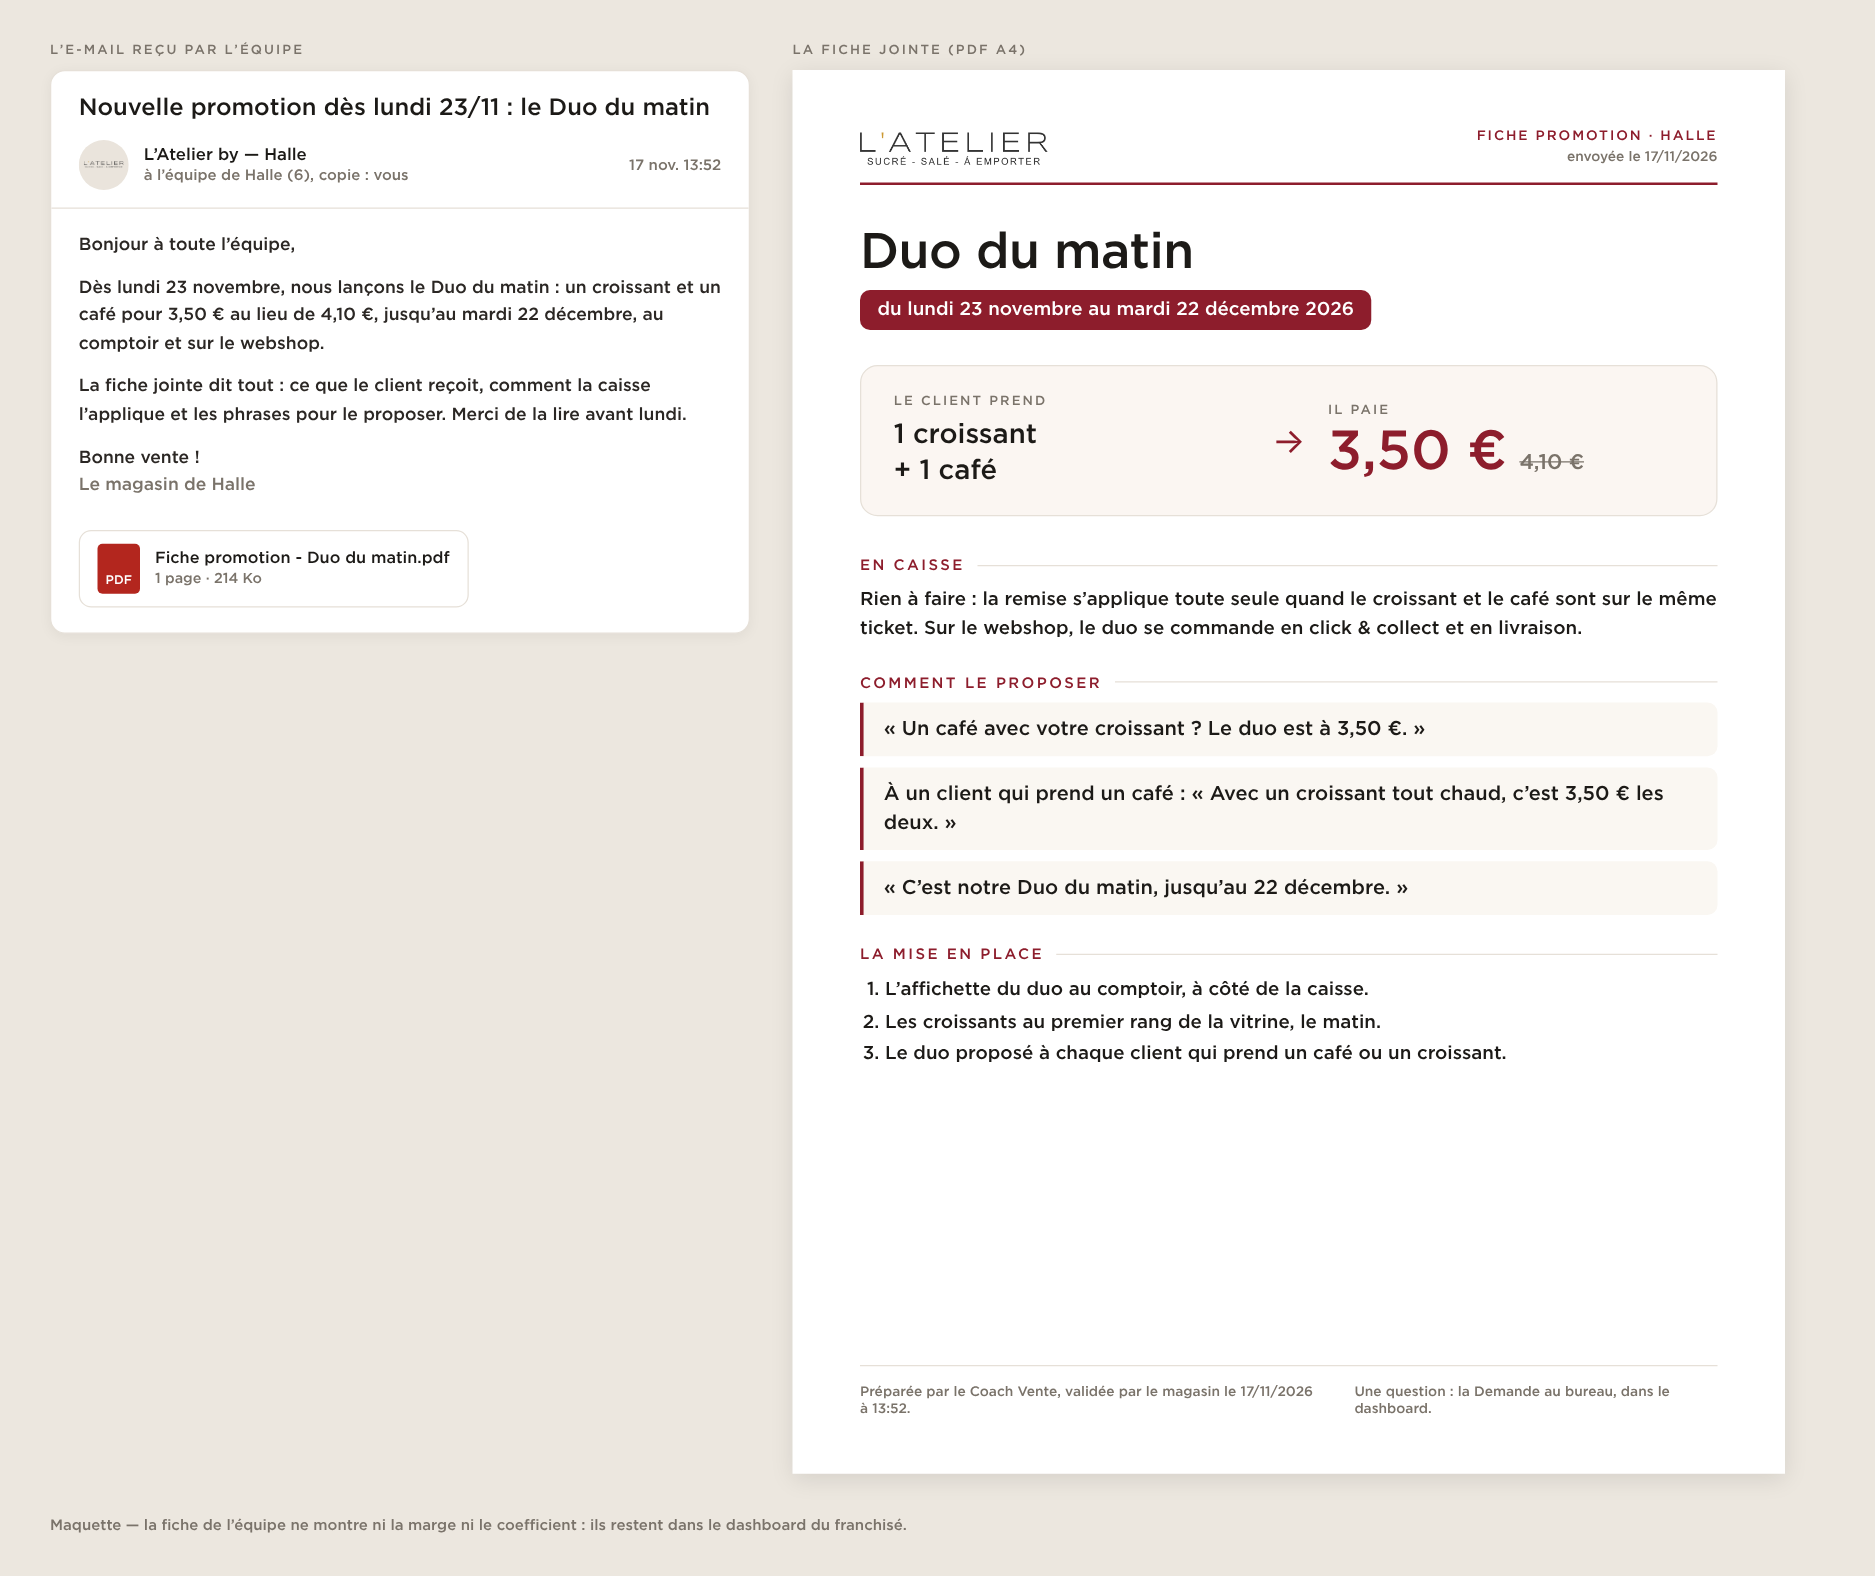 L’E-MAIL REÇU PAR L’ÉQUIPE
Nouvelle promotion dès lundi 23/11 : le Duo du matin
L'ATELIER
L’Atelier by — Halle
à l’équipe de Halle (6), copie : vous
17 nov. 13:52
Bonjour à toute l’équipe,
Dès lundi 23 novembre, nous lançons le Duo du matin : un croissant et un
café pour 3,50 € au lieu de 4,10 €, jusqu’au mardi 22 décembre, au
comptoir et sur le webshop.
La fiche jointe dit tout : ce que le client reçoit, comment la caisse
l’applique et les phrases pour le proposer. Merci de la lire avant lundi.
Bonne vente !
Le magasin de Halle
PDF
Fiche promotion - Duo du matin.pdf
1 page · 214 Ko
LA FICHE JOINTE (PDF A4)
L'ATELIER
SUCRÉ - SALÉ - À EMPORTER
FICHE PROMOTION · HALLE
envoyée le 17/11/2026
Duo du matin
du lundi 23 novembre au mardi 22 décembre 2026
LE CLIENT PREND
1 croissant
+ 1 café
→
IL PAIE
3,50 € 4,10 €
EN CAISSE
Rien à faire : la remise s’applique toute seule quand le croissant et le café sont sur le même
ticket. Sur le webshop, le duo se commande en click & collect et en livraison.
COMMENT LE PROPOSER
« Un café avec votre croissant ? Le duo est à 3,50 €. »
À un client qui prend un café : « Avec un croissant tout chaud, c’est 3,50 € les
deux. »
« C’est notre Duo du matin, jusqu’au 22 décembre. »
LA MISE EN PLACE
1. L’affichette du duo au comptoir, à côté de la caisse.
2. Les croissants au premier rang de la vitrine, le matin.
3. Le duo proposé à chaque client qui prend un café ou un croissant.
Préparée par le Coach Vente, validée par le magasin le 17/11/2026
à 13:52.
Une question : la Demande au bureau, dans le
dashboard.
Maquette — la fiche de l’équipe ne montre ni la marge ni le coefficient : ils restent dans le dashboard du franchisé.